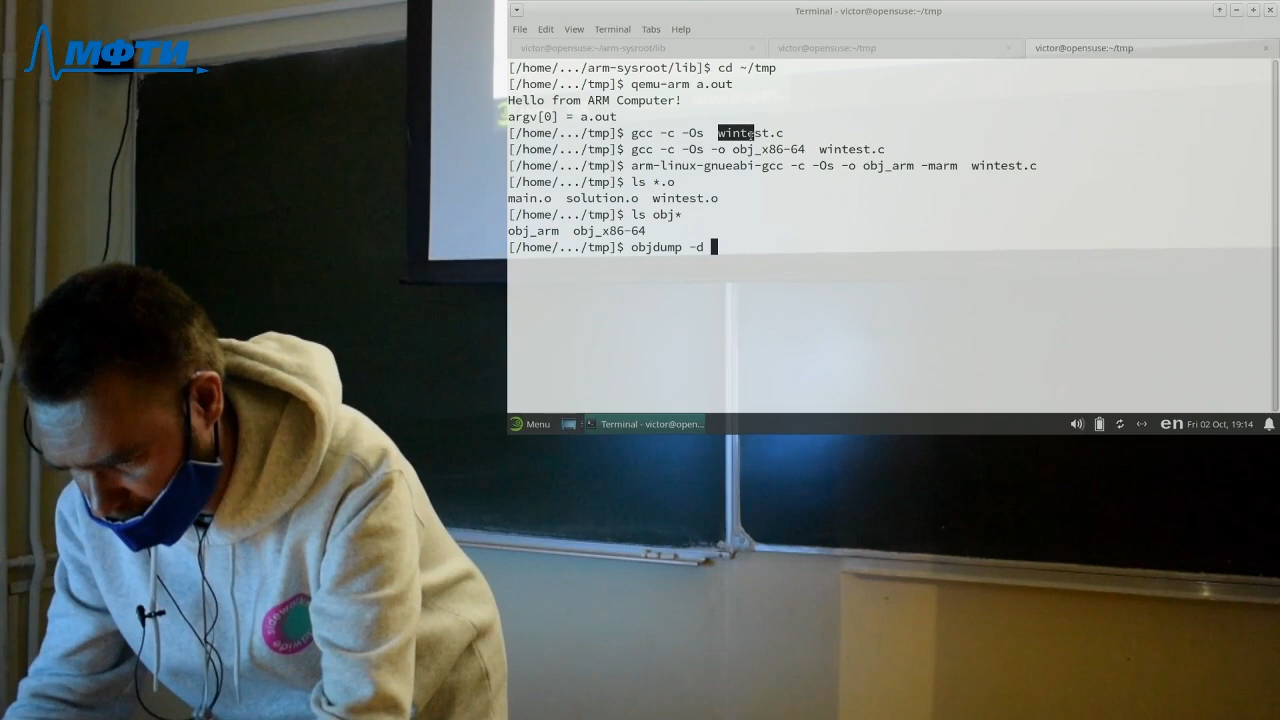 МФТИ
Terminal - victor@opensuse:~/tmp
File Edit View Terminal Tabs Help
victor@opensuse:~/arm-sysroot/lib
victor@opensuse:~/tmp
victor@opensuse:~/tmp
[/home/.../arm-sysroot/lib]$ cd ~/tmp
[/home/.../tmp]$ qemu-arm a.out
Hello from ARM Computer!
argv[0] = a.out
[/home/.../tmp]$ gcc -c -Os  wintest.c
[/home/.../tmp]$ gcc -c -Os -o obj_x86-64  wintest.c
[/home/.../tmp]$ arm-linux-gnueabi-gcc -c -Os -o obj_arm -marm  wintest.c
[/home/.../tmp]$ ls *.o
main.o  solution.o  wintest.o
[/home/.../tmp]$ ls obj*
obj_arm  obj_x86-64
[/home/.../tmp]$ objdump -d
Menu
Terminal - victor@open...
en Fri 02 Oct, 19:14